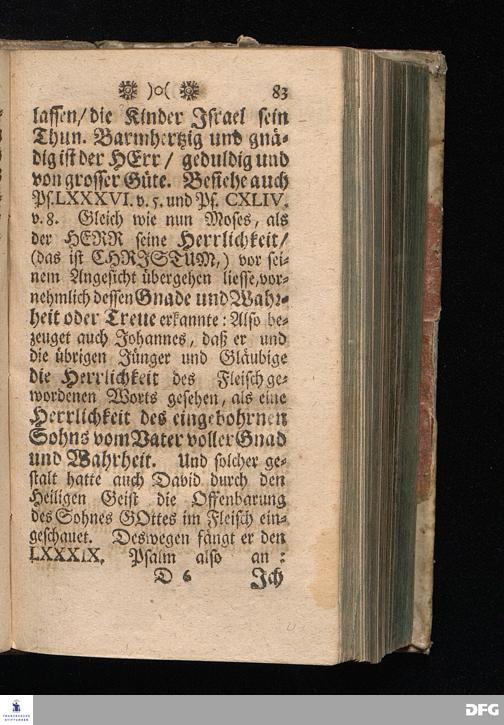 )o( 83
lassen/die Kinder Israel sein
Thun. Barmhertzig und gnä-
dig ist der HErr/ geduldig und
von grosser Güte. Bestehe auch
Ps. LXXXVI. v. 5. und Ps. CXLIV.
v. 8. Gleich wie nun Moses, als
der HERR seine Herrlichkeit/
(das ist CHRISTUM,) vor sei-
nem Angesicht übergehen liesse, vor-
nehmlich dessen Gnade und Wahr-
heit oder Treue erkannte: Also be-
zeuget auch Johannes, daß er und
die übrigen Jünger und Gläubige
die Herrlichkeit des Fleisch ge-
wordenen Worts gesehen, als eine
Herrlichkeit des eingebohrnen
Sohns vom Vater voller Gnad
und Wahrheit. Und solcher ge-
stalt hatte auch David durch den
Heiligen Geist die Offenbarung
des Sohnes GOttes im Fleisch ein-
geschauet. Deswegen fängt er den
LXXXIX. Psalm also an:
D 6 Ich
FRANCKESCHE
STIFTUNGEN
DFG